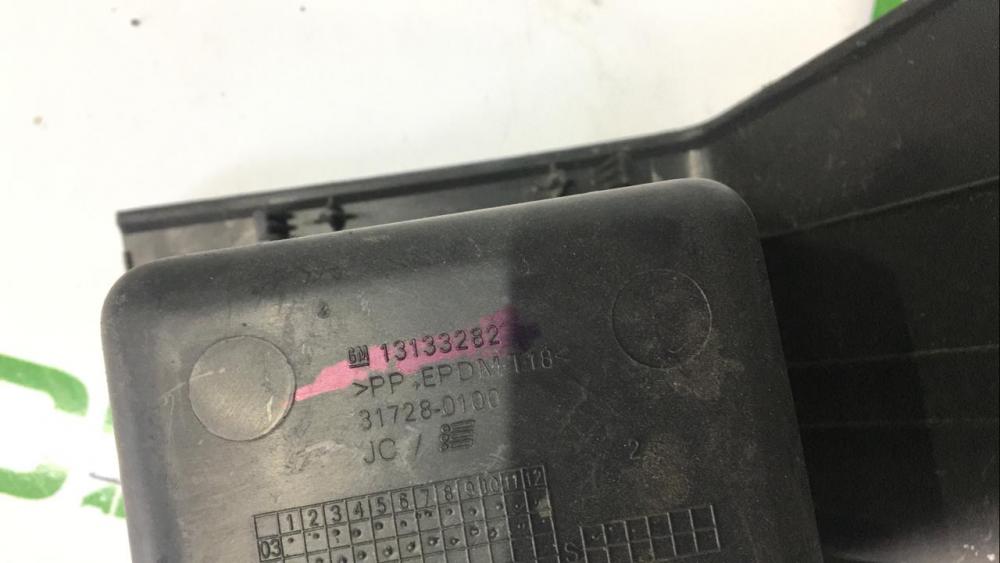 GM 13133282
>PP+EPDM-T18<
31728-0100
JC /
2
1 2 3 4 5 6 7 8 9 10 11 12
03
S